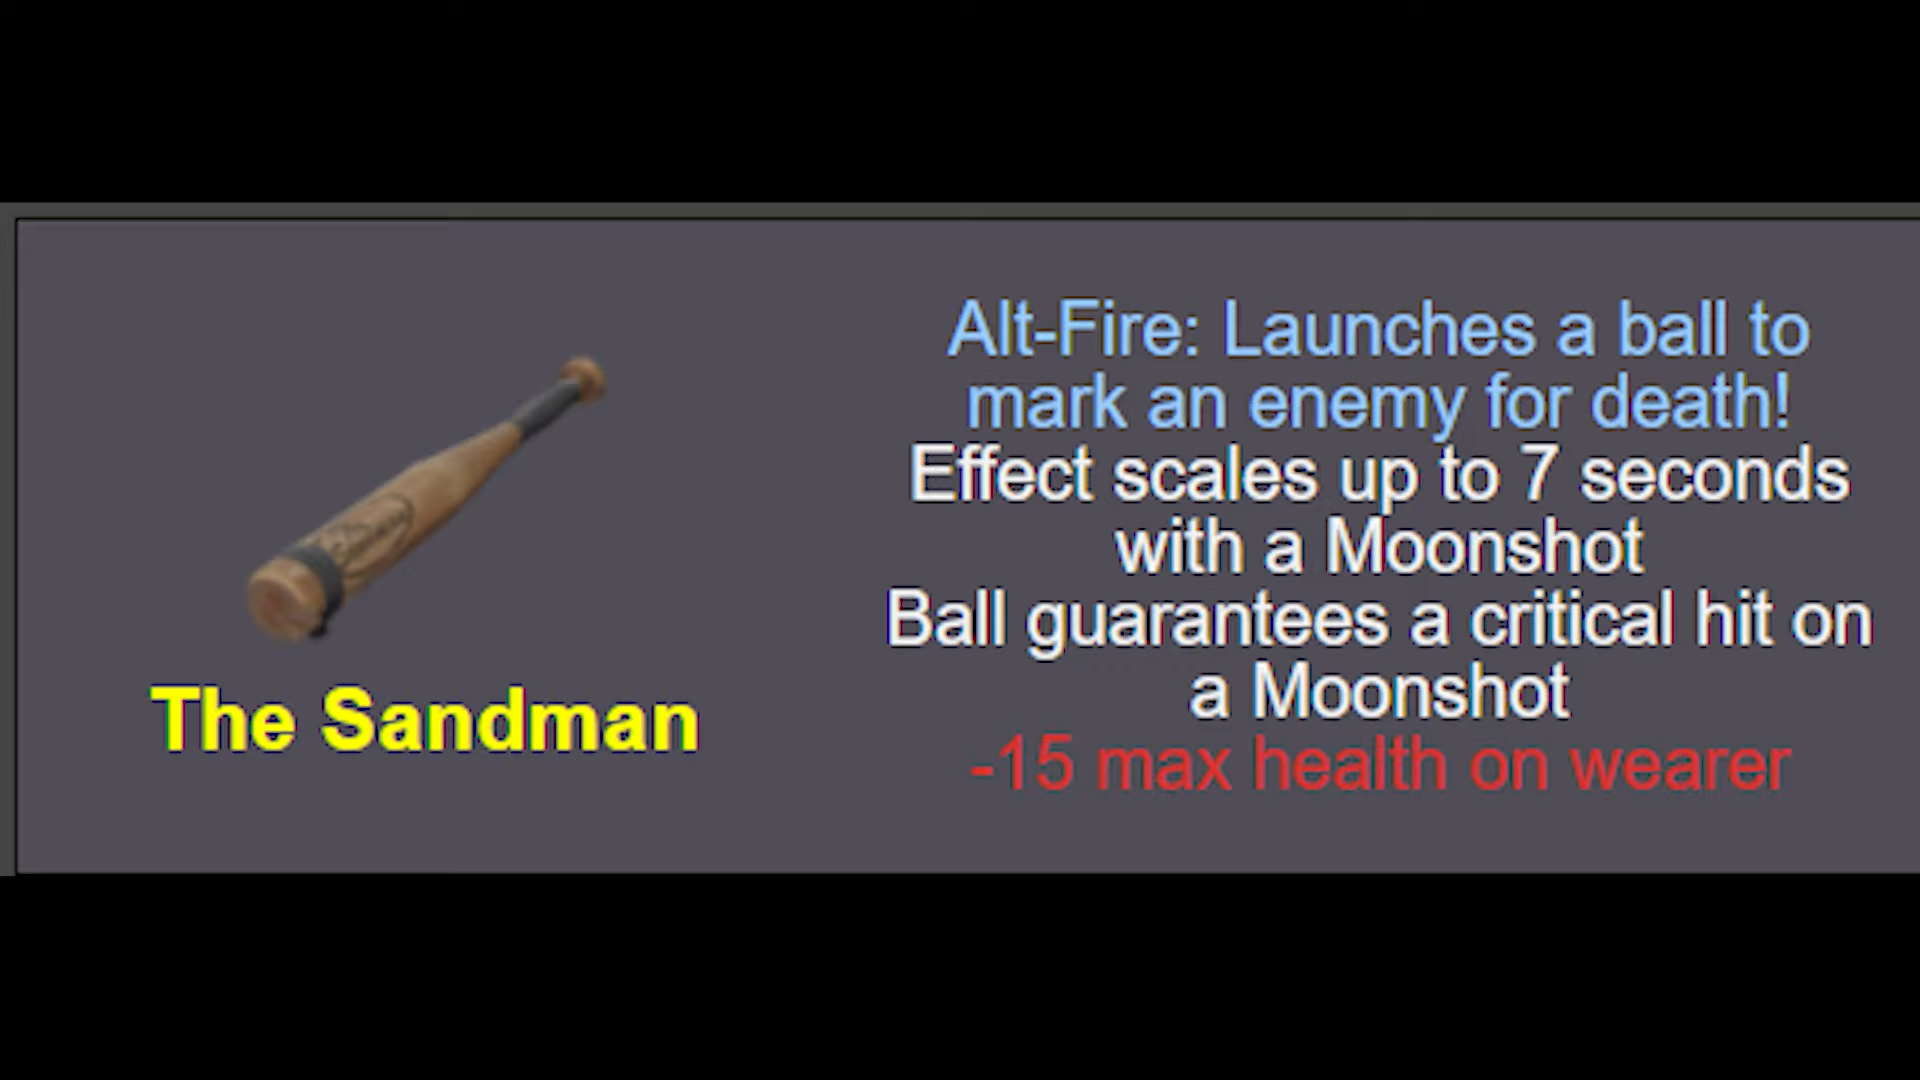 Alt-Fire: Launches a ball to
mark an enemy for death!
Effect scales up to 7 seconds
with a Moonshot
Ball guarantees a critical hit on
a Moonshot
-15 max health on wearer
The Sandman